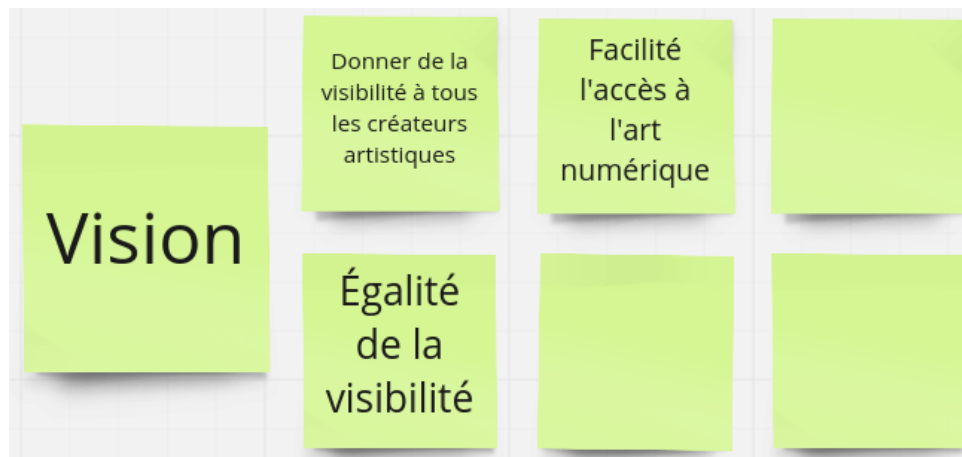 Vision
Donner de la
visibilité à tous
les créateurs
artistiques
Facilité
l'accès à
l'art
numérique
Égalité
de la
visibilité